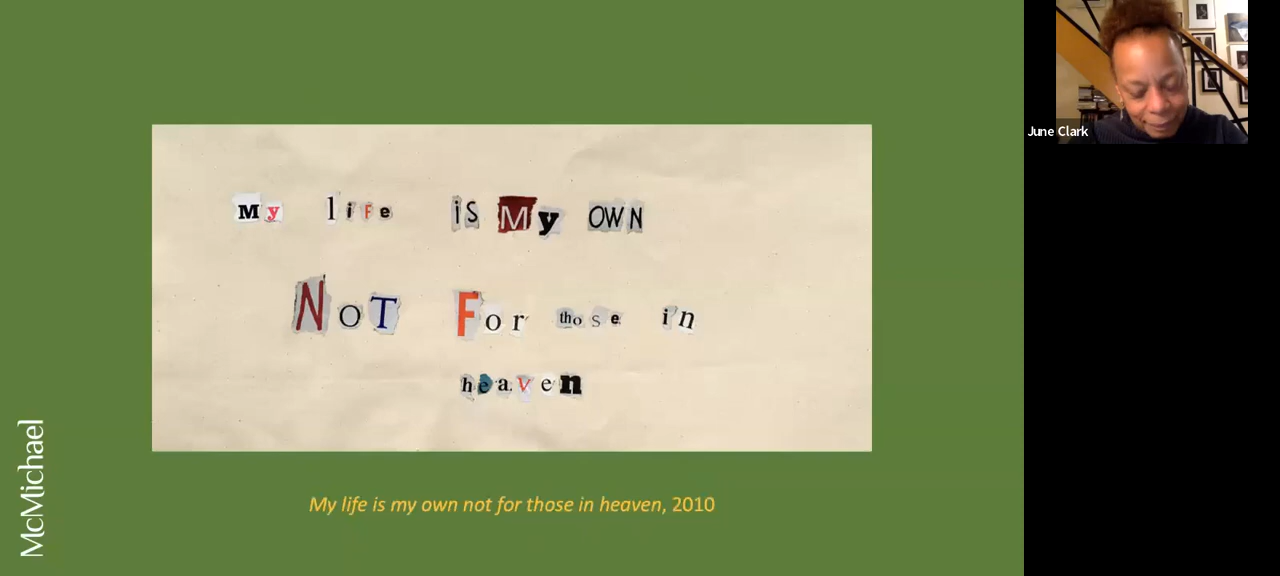 My liFe is My OWN
NoT For those in
heaven
My life is my own not for those in heaven, 2010
McMichael
June Clark